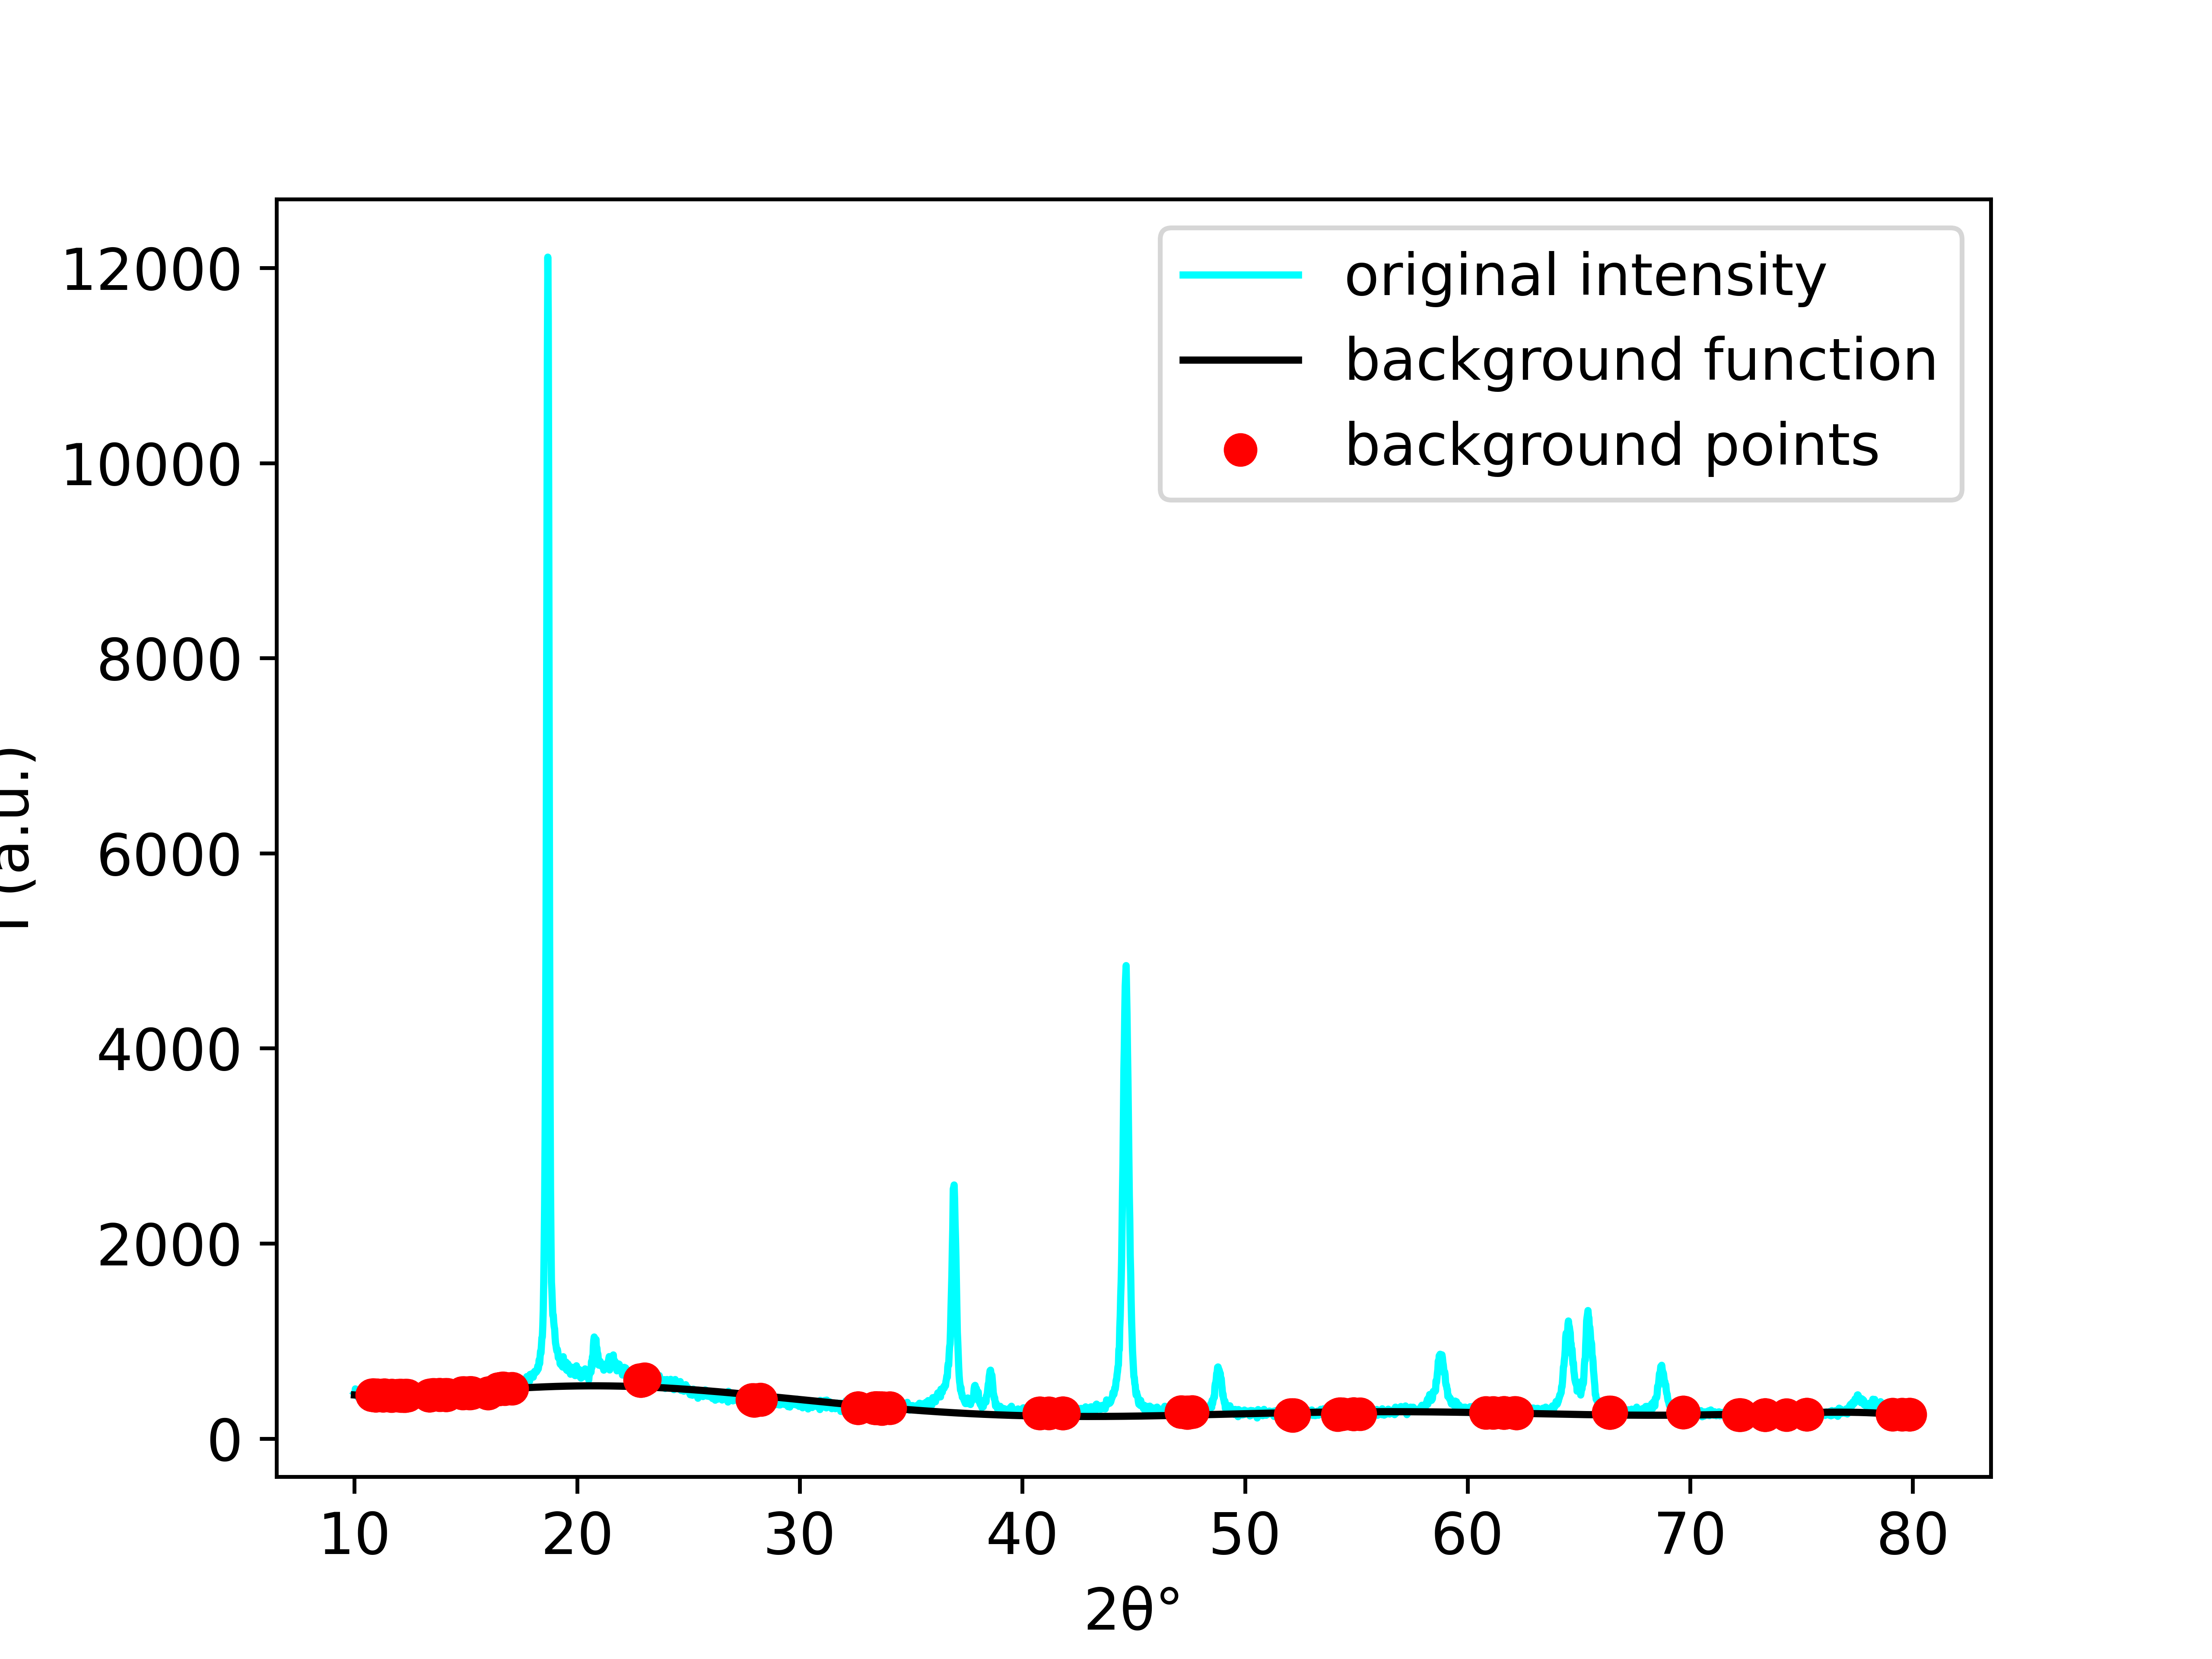 original intensity
background function
background points
12000
10000
8000
6000
4000
2000
0
(a.u.)
10 20 30 40 50 60 70 80
2θ°